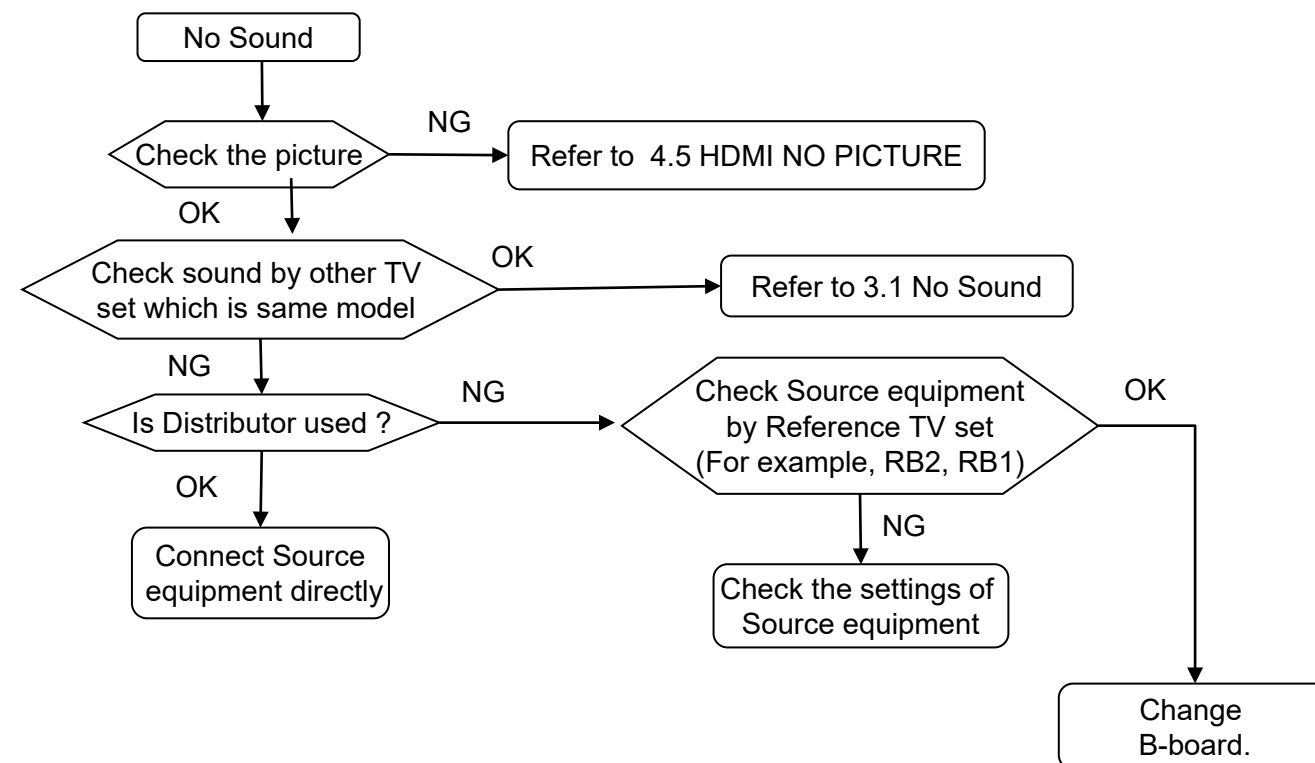 No Sound
Check the picture
NG
Refer to 4.5 HDMI NO PICTURE
OK
Check sound by other TV
set which is same model
OK
Refer to 3.1 No Sound
NG
Is Distributor used ?
NG
Check Source equipment
by Reference TV set
(For example, RB2, RB1)
OK
OK
Connect Source
equipment directly
NG
Check the settings of
Source equipment
Change
B-board.